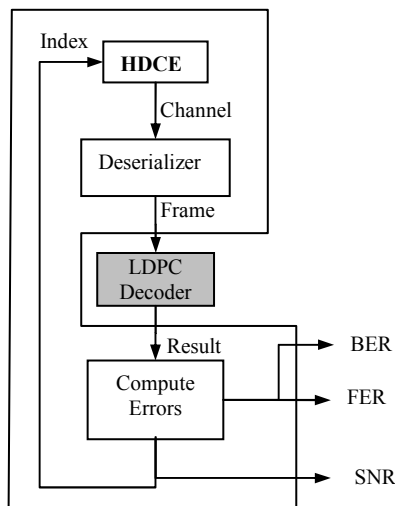 Index
HDCE
Channel
Deserializer
Frame
LDPC
Decoder
Result
BER
Compute
Errors
FER
SNR